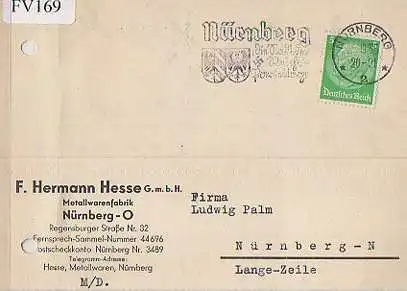 FV169
Nürnberg
NÜRNBERG
Deutsches Reich
F. Hermann Hesse G.m.b.H.
Metallwarenfabrik
Nürnberg-O
Regensburger Straße Nr. 32
Fernsprech-Sammel-Nummer 44696
Postscheckkonto Nürnberg Nr. 3489
Telegramm-Adresse:
Hesse, Metallwaren, Nürnberg
M/D.
Firma
Ludwig Palm
Nürnberg-N
Lange-Zeile